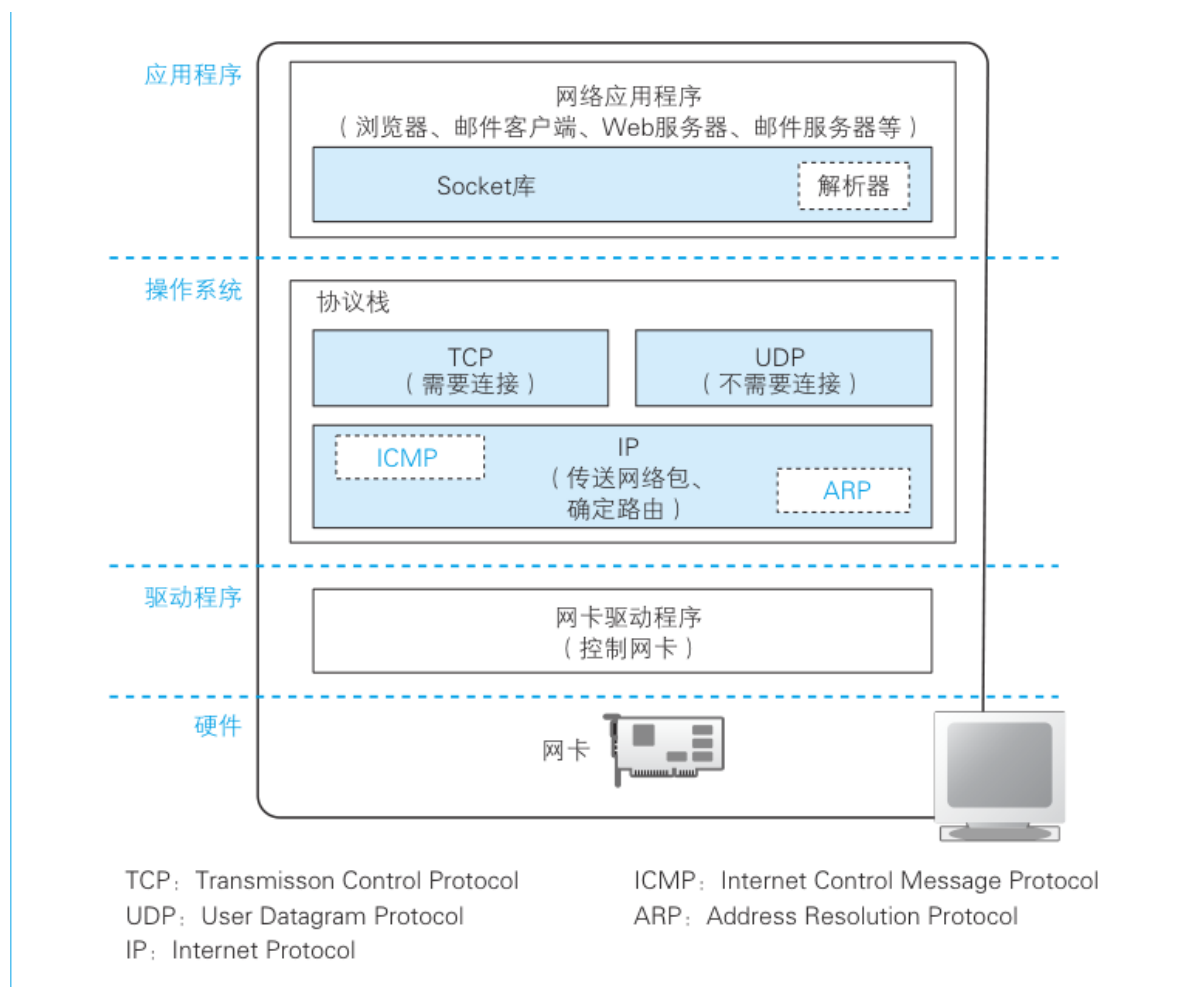 应用程序
网络应用程序
（浏览器、邮件客户端、Web服务器、邮件服务器等）
Socket库
解析器
操作系统
协议栈
TCP
（需要连接）
UDP
（不需要连接）
ICMP
IP
（传送网络包、
确定路由）
ARP
驱动程序
网卡驱动程序
（控制网卡）
硬件
网卡
TCP：Transmisson Control Protocol
UDP：User Datagram Protocol
IP：Internet Protocol
ICMP：Internet Control Message Protocol
ARP：Address Resolution Protocol